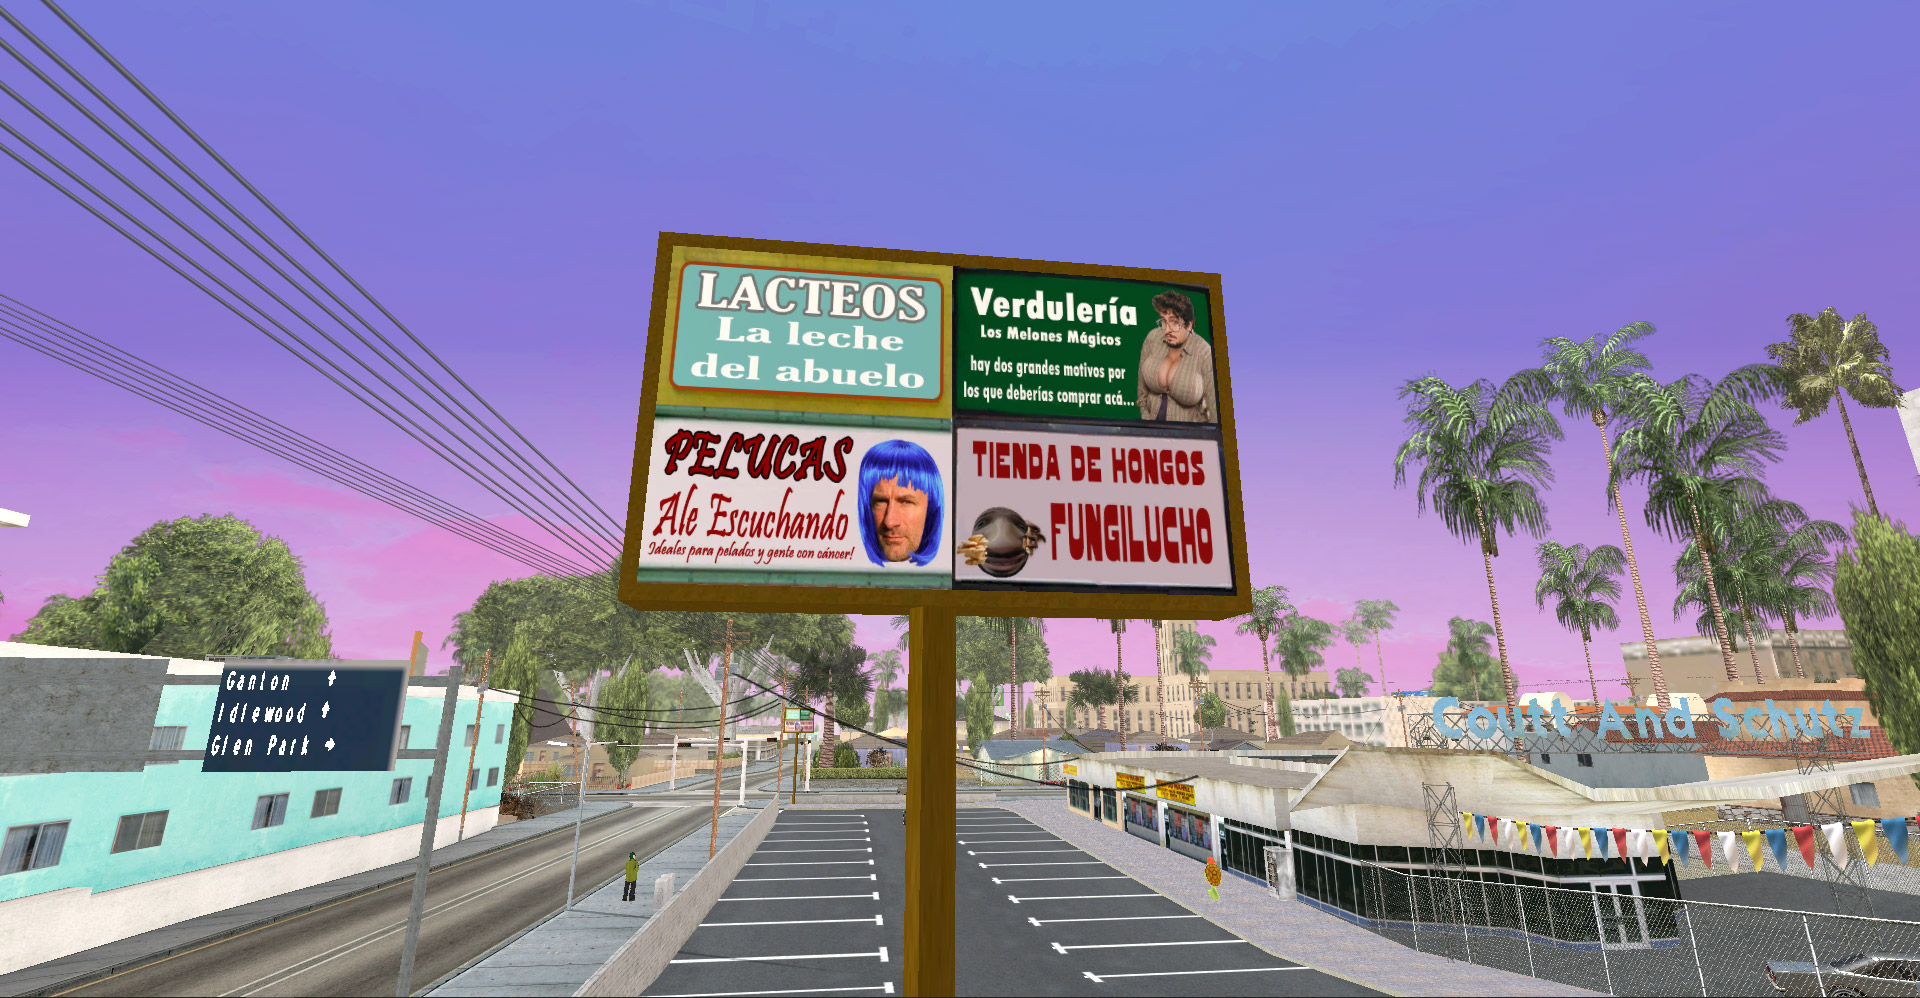 LACTEOS
La leche
del abuelo
Verdulería
Los Melones Mágicos
hay dos grandes motivos por
los que deberías comprar acá...
PELUCAS
Ale Escuchando
Ideales para pelados y gente con cáncer!
TIENDA DE HONGOS
FUNGILUCHO
Ganton
Idlewood
Glen Park
Coutt And Schutz